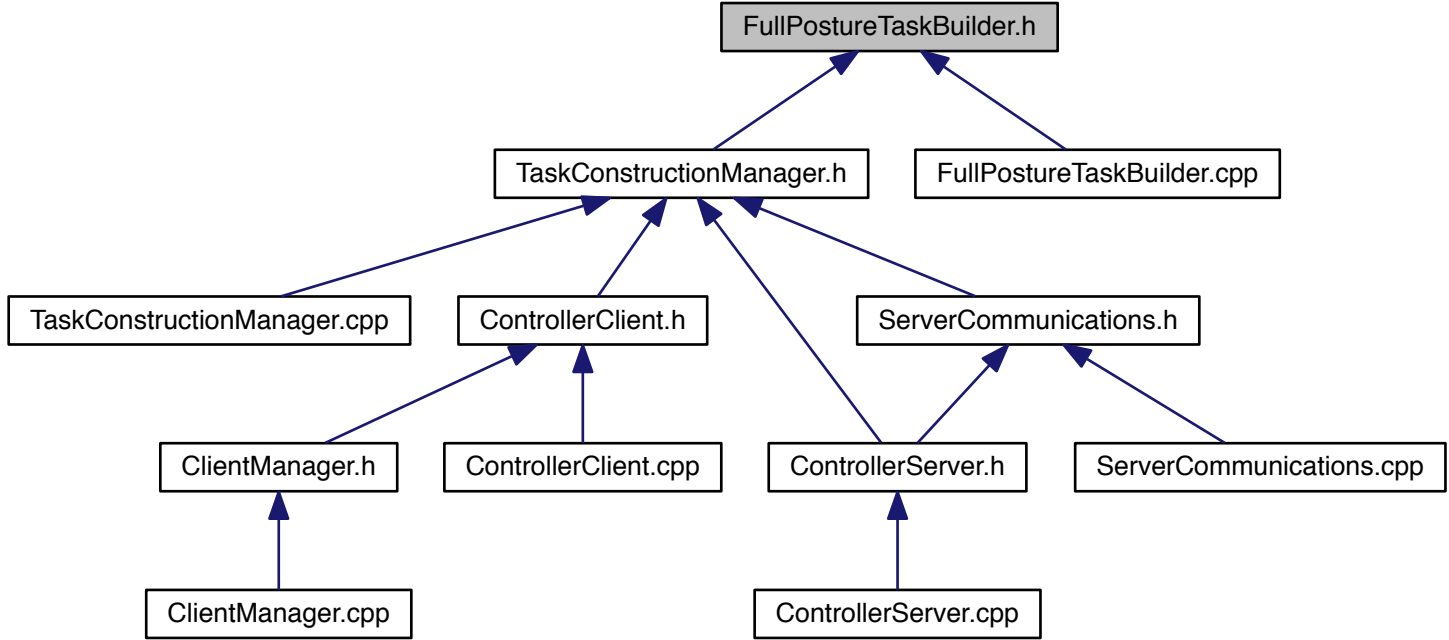 FullPostureTaskBuilder.h
TaskConstructionManager.h
FullPostureTaskBuilder.cpp
TaskConstructionManager.cpp
ControllerClient.h
ServerCommunications.h
ClientManager.h
ControllerClient.cpp
ControllerServer.h
ServerCommunications.cpp
ClientManager.cpp
ControllerServer.cpp